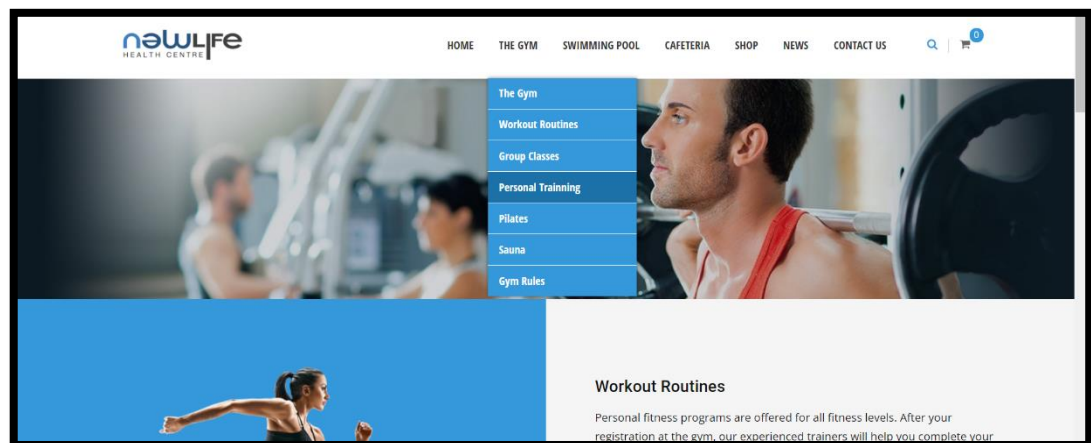 newlife
HEALTH CENTRE
HOME THE GYM SWIMMING POOL CAFETERIA SHOP NEWS CONTACT US 0
The Gym
Workout Routines
Group Classes
Personal Trainning
Pilates
Sauna
Gym Rules
Workout Routines
Personal fitness programs are offered for all fitness levels. After your
registration at the gym, our experienced trainers will help you complete your